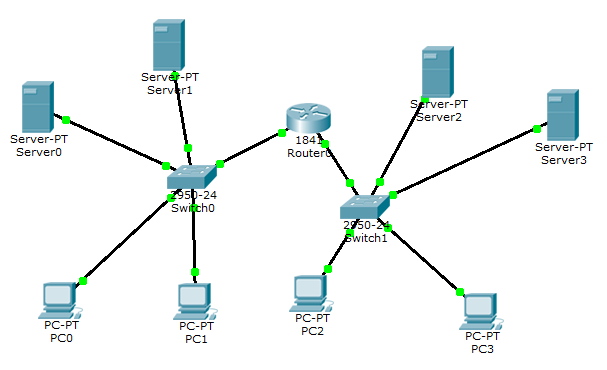 Server-PT
Server1
Server-PT
Server0
Server-PT
Server2
Server-PT
Server3
1841
Router0
2950-24
Switch0
2950-24
Switch1
PC-PT
PC0
PC-PT
PC1
PC-PT
PC2
PC-PT
PC3